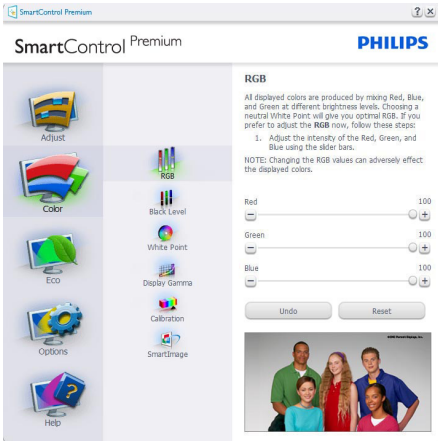 SmartControl Premium
SmartControl Premium
PHILIPS
Adjust
Color
Eco
Options
Help
RGB
Black Level
White Point
Display Gamma
Calibration
SmartImage
RGB
All displayed colors are produced by mixing Red, Blue,
and Green at different brightness levels. Choosing a
neutral White Point will give you optimal RGB. If you
prefer to adjust the RGB now, follow these steps:
1. Adjust the intensity of the Red, Green, and
Blue using the slider bars.
NOTE: Changing the RGB values can adversely effect
the displayed colors.
Red 100
Green 100
Blue 100
Undo Reset